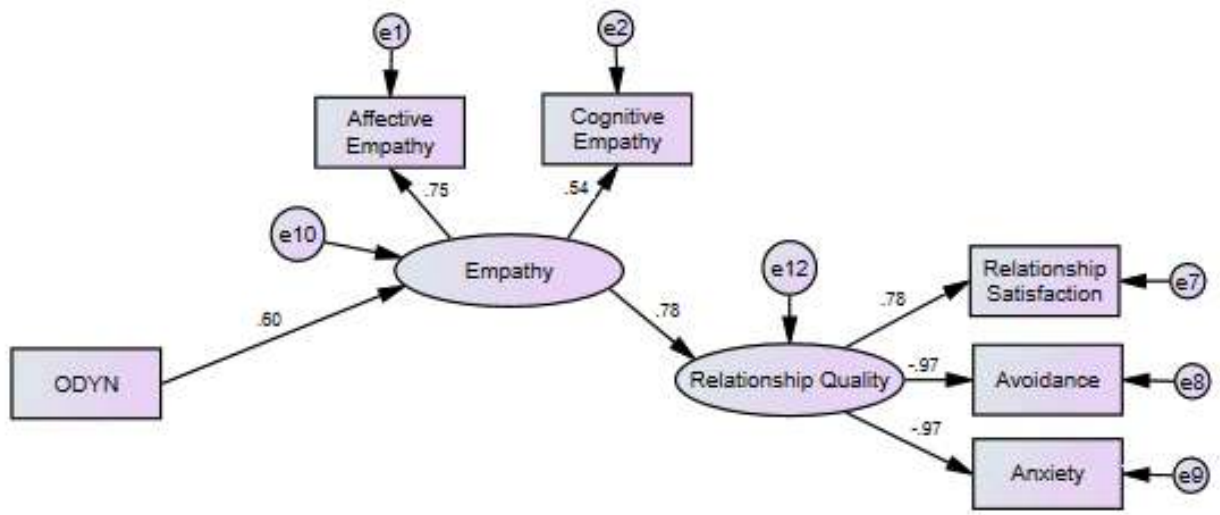 e1
e2
Affective
Empathy
Cognitive
Empathy
.75
.54
e10
Empathy
e12
Relationship
Satisfaction
e7
.78
.78
.60
ODYN
Relationship Quality
-.97
Avoidance
e8
-.97
Anxiety
e9